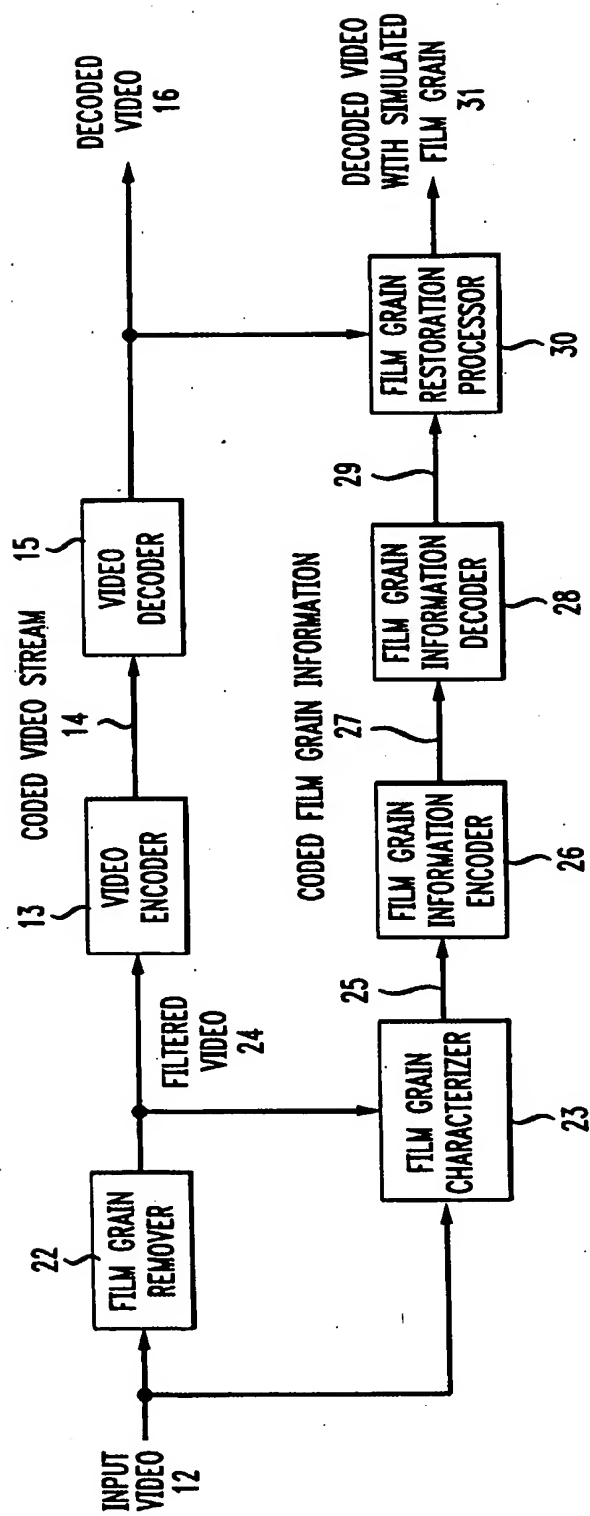 INPUT
VIDEO
12
22
FILM GRAIN
REMOVER
FILTERED
VIDEO
24
13
VIDEO
ENCODER
CODED VIDEO STREAM
14
15
VIDEO
DECODER
DECODED
VIDEO
16
FILM GRAIN
CHARACTERIZER
23
25
FILM GRAIN
INFORMATION
ENCODER
26
CODED FILM GRAIN INFORMATION
27
FILM GRAIN
INFORMATION
DECODER
28
29
FILM GRAIN
RESTORATION
PROCESSOR
30
DECODED VIDEO
WITH SIMULATED
FILM GRAIN
31